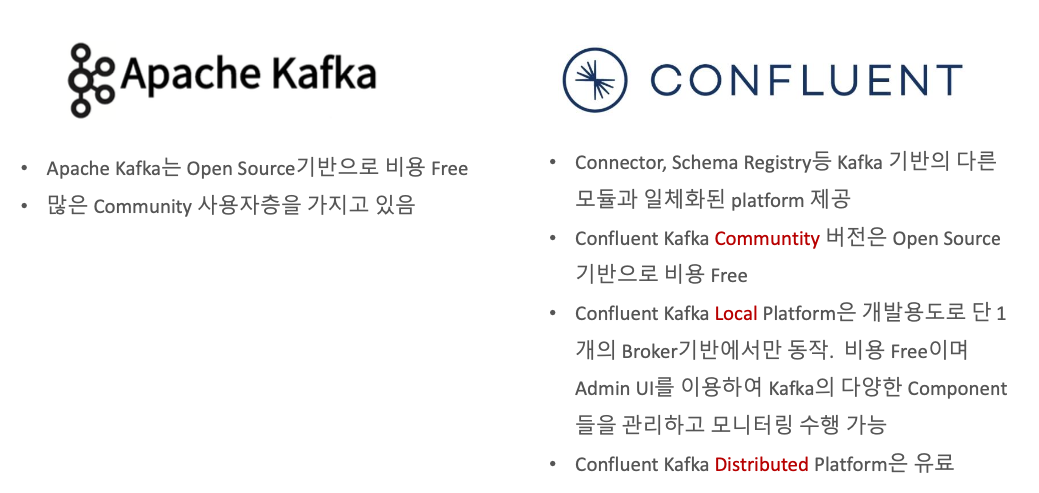 Apache Kafka
• Apache Kafka는 Open Source기반으로 비용 Free
• 많은 Community 사용자층을 가지고 있음
CONFLUENT
• Connector, Schema Registry등 Kafka 기반의 다른
모듈과 일체화된 platform 제공
• Confluent Kafka Communtity 버전은 Open Source
기반으로 비용 Free
• Confluent Kafka Local Platform은 개발용도로 단 1
개의 Broker기반에서만 동작. 비용 Free이며
Admin UI를 이용하여 Kafka의 다양한 Component
들을 관리하고 모니터링 수행 가능
• Confluent Kafka Distributed Platform은 유료